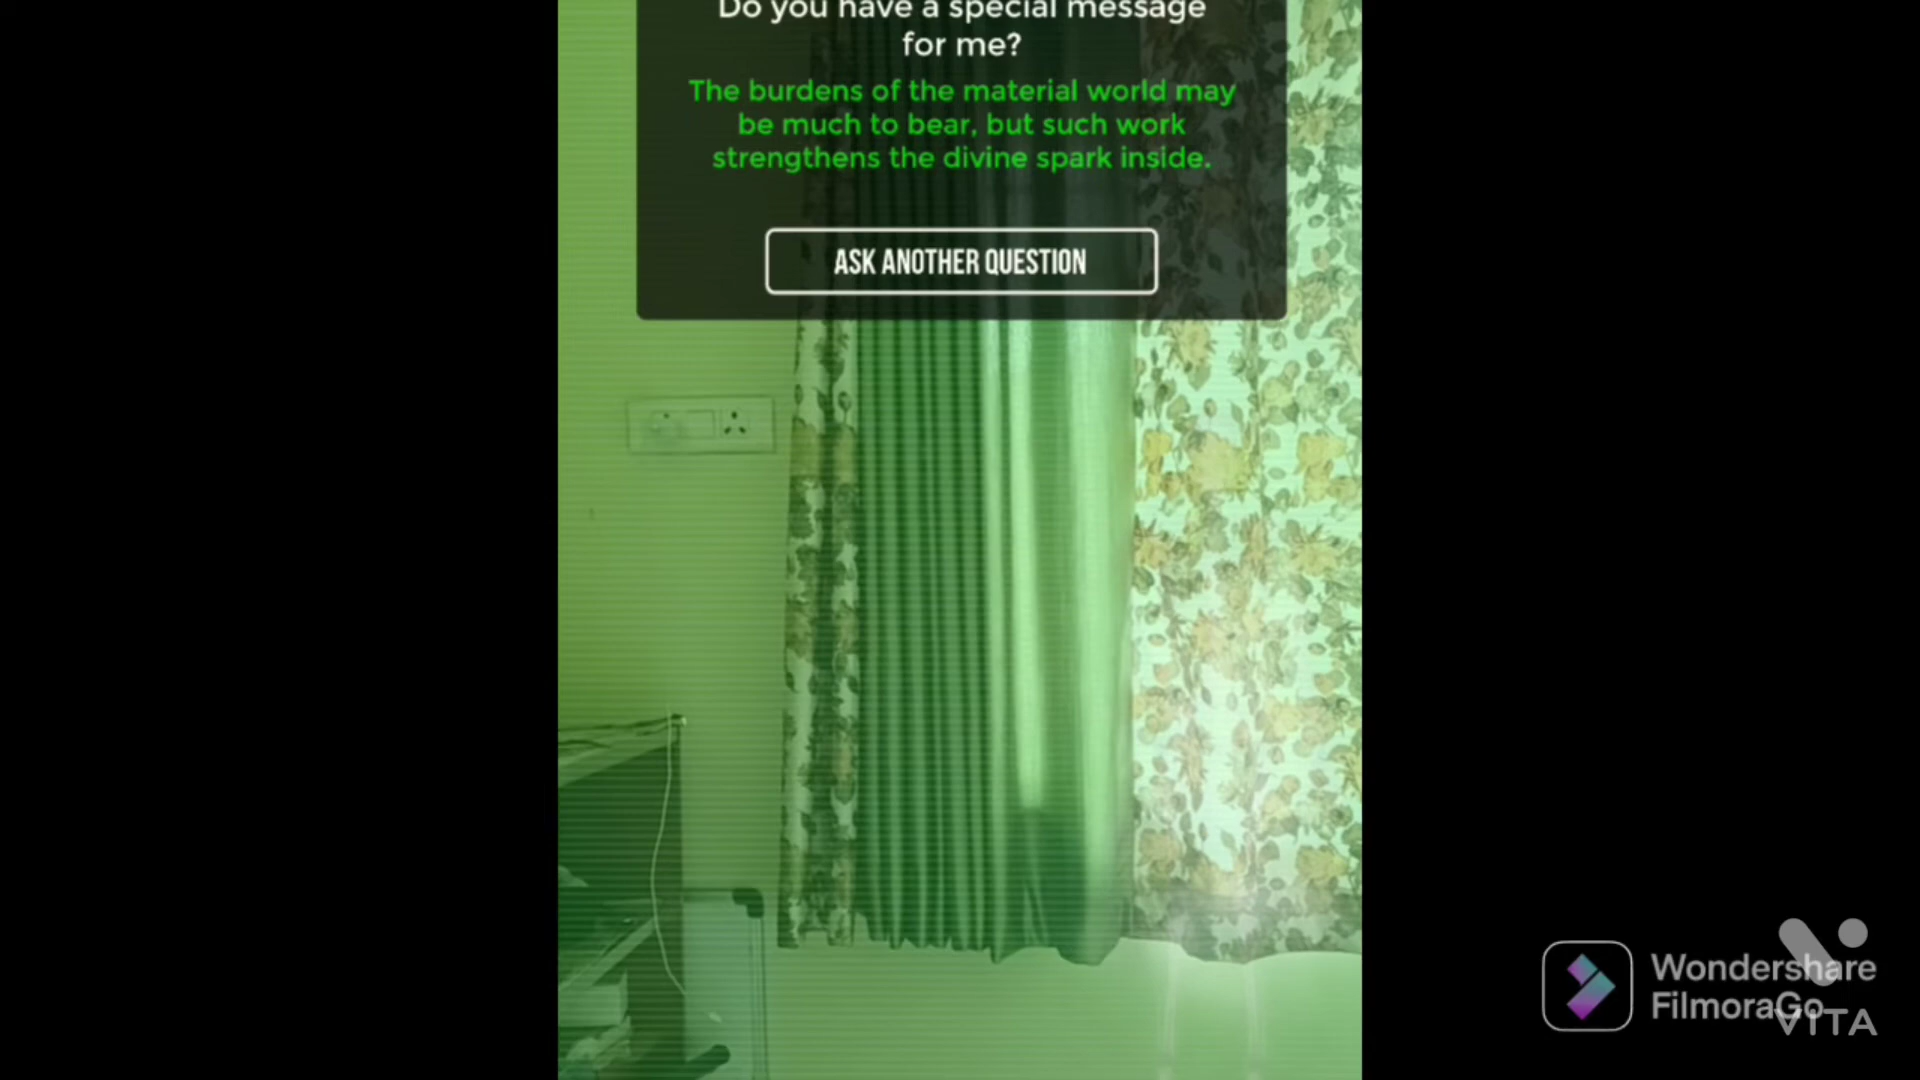 Do you have a special message
for me?
The burdens of the material world may
be much to bear, but such work
strengthens the divine spark inside.
ASK ANOTHER QUESTION
Wondershare
FilmoraGo
VITA